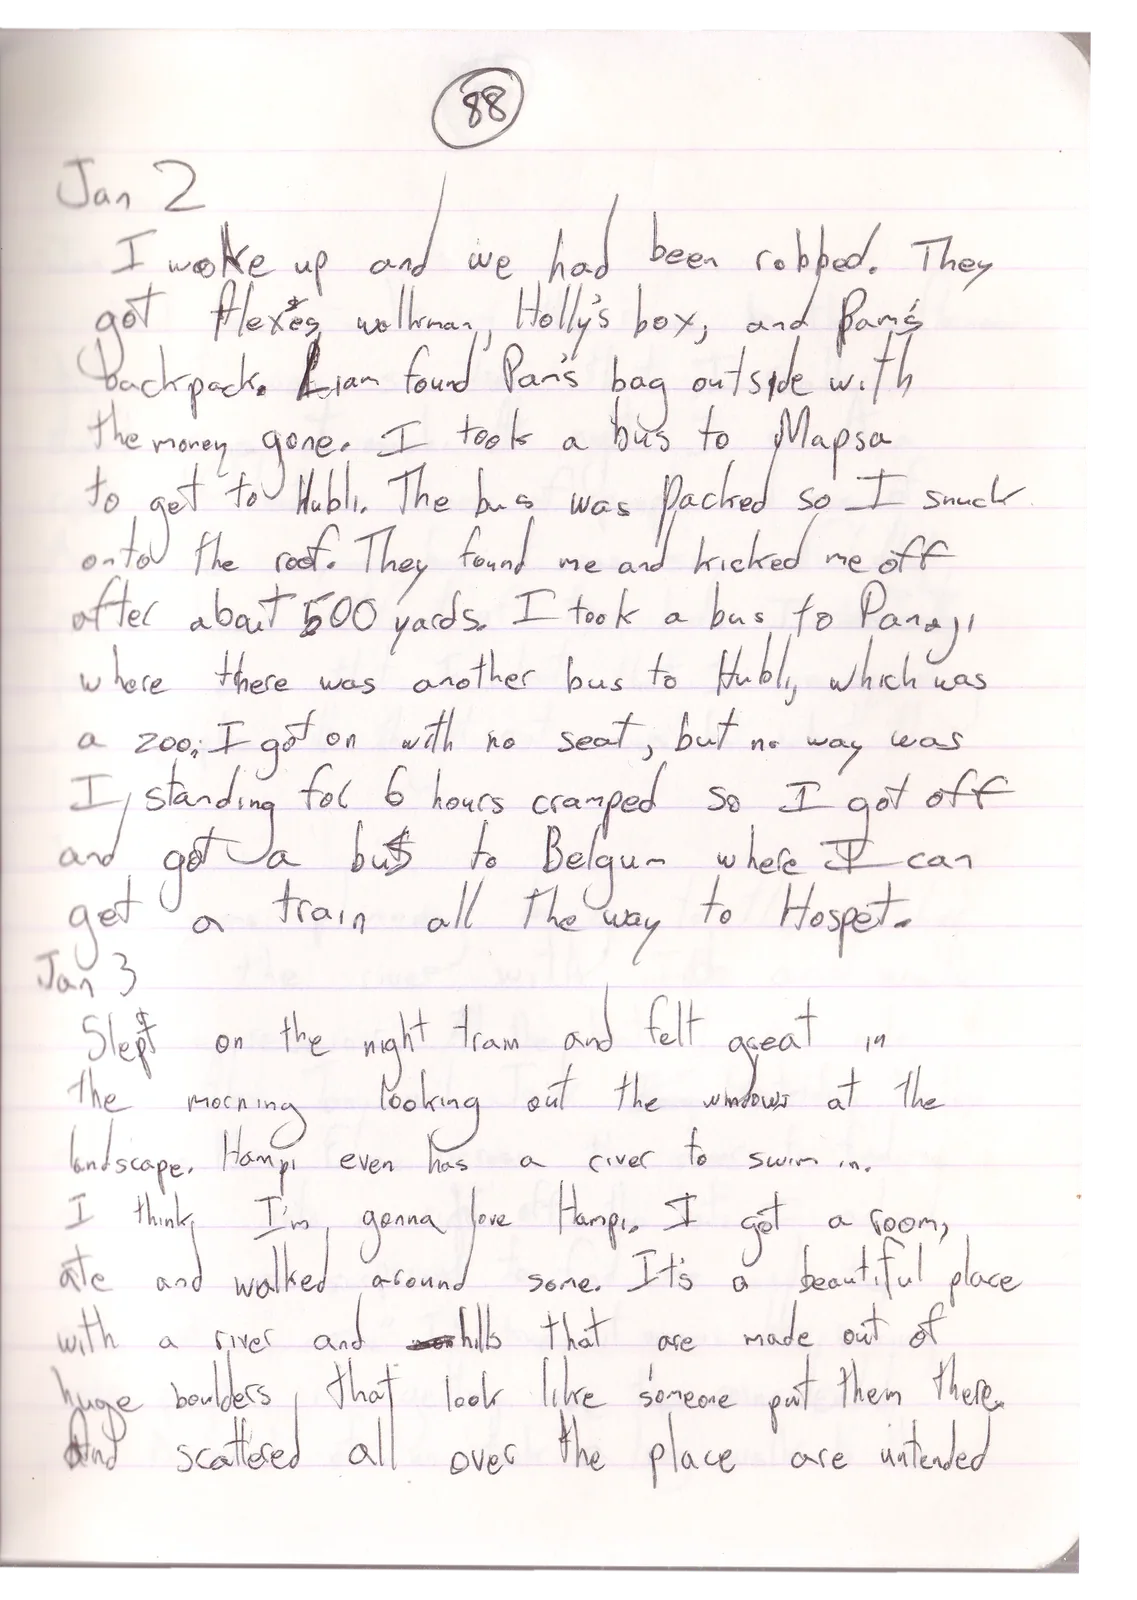 88
Jan 2
I woke up and we had been robbed. They
got Alex's walkman, Holly's box, and Pam's
backpack. Liam found Pam's bag outside with
the money gone. I took a bus to Mapsa
to get to Hubli. The bus was packed so I snuck
onto the roof. They found me and kicked me off
after about 500 yards. I took a bus to Panaji
where there was another bus to Hubli, which was
a zoo. I got on with no seat, but no way was
I standing for 6 hours cramped so I got off
and got a bus to Belgum where I can
get a train all the way to Hospet.
Jan 3
Slept on the night train and felt great in
the morning looking out the windows at the
landscape. Hampi even has a river to swim in.
I think I'm gonna love Hampi. I got a room,
ate and walked around some. It's a beautiful place
with a river and hills that are made out of
huge boulders, that look like someone put them there.
And scattered all over the place are untended